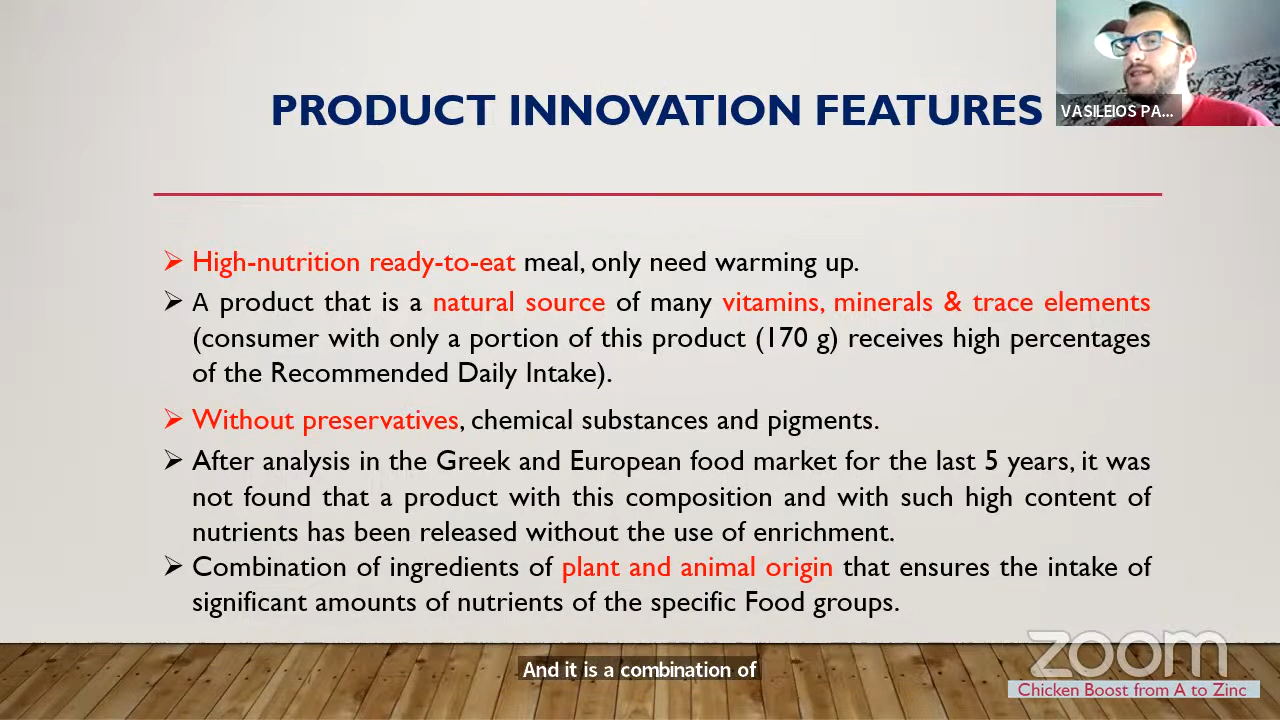 PRODUCT INNOVATION FEATURES
VASILEIOS PA...
High-nutrition ready-to-eat meal, only need warming up.
A product that is a natural source of many vitamins, minerals & trace elements
(consumer with only a portion of this product (170 g) receives high percentages
of the Recommended Daily Intake).
Without preservatives, chemical substances and pigments.
After analysis in the Greek and European food market for the last 5 years, it was
not found that a product with this composition and with such high content of
nutrients has been released without the use of enrichment.
Combination of ingredients of plant and animal origin that ensures the intake of
significant amounts of nutrients of the specific Food groups.
zoom
And it is a combination of
Chicken Boost from A to Zinc